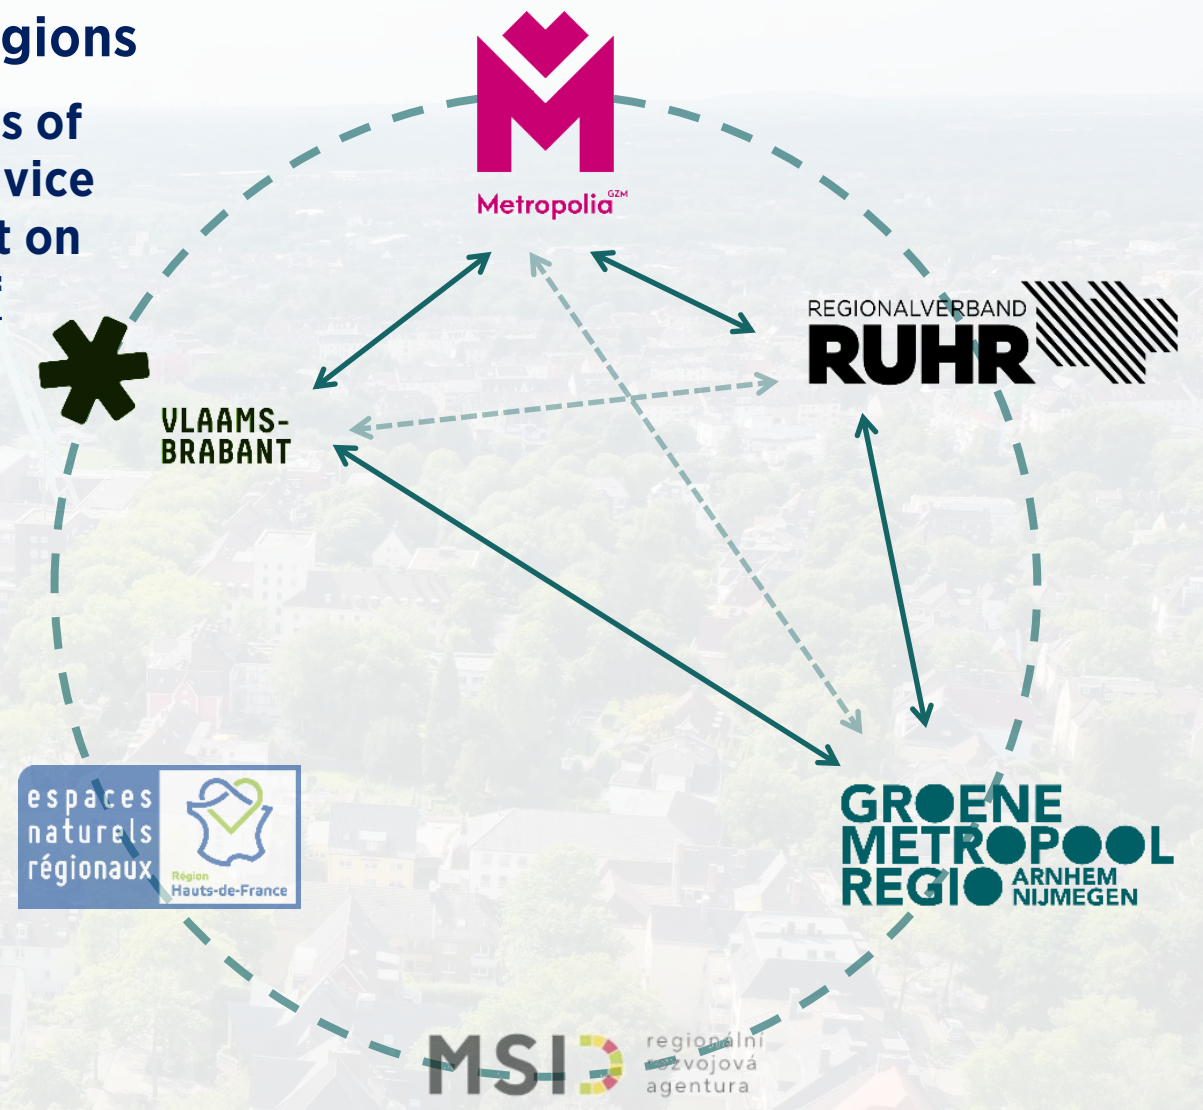 gions
s of
vice
t on
Metropolia GZM
REGIONALVERBAND
RUHR
VLAAMS-
BRABANT
espaces
naturels
régionaux
Région
Hauts-de-France
GROENE
METROPOOL
REGIO ARNHEM
NIJMEGEN
MSID regionální
rozvojová
agentura